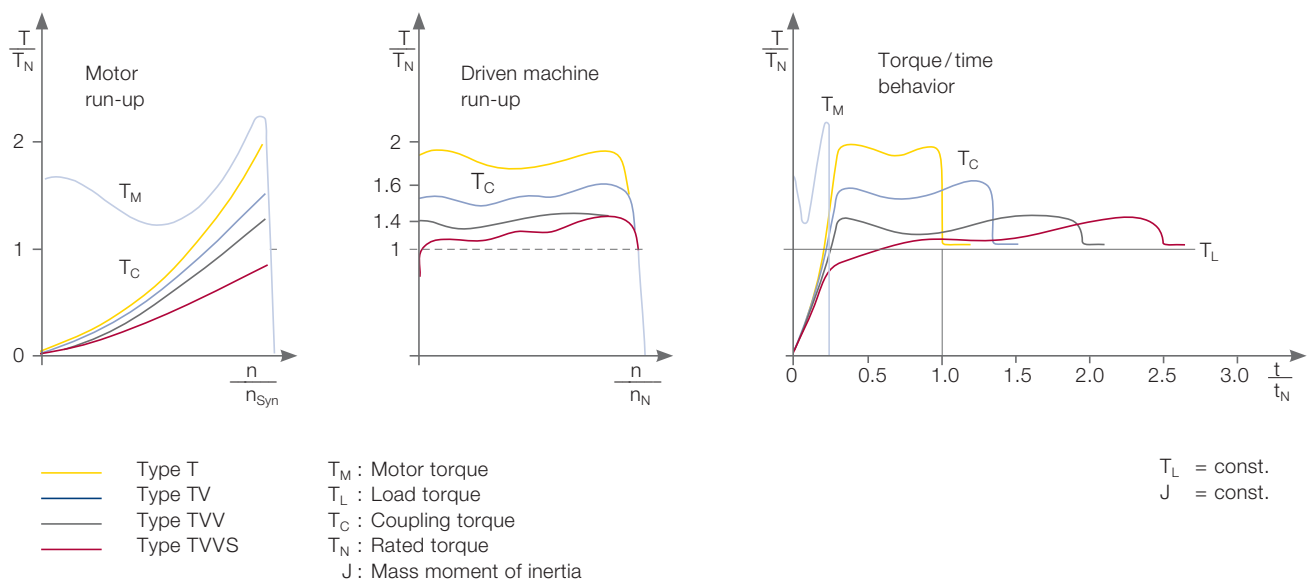 T
T_N
Motor
run-up
2
T_M
1
T_C
0
n
n_Syn
T
T_N
Driven machine
run-up
2
T_C
1.6
1.4
1
n
n_N
T
T_N
Torque/time
behavior
T_M
T_C
T_L
0 0.5 1.0 1.5 2.0 2.5 3.0
t
t_N
Type T
Type TV
Type TVV
Type TVVS
T_M : Motor torque
T_L : Load torque
T_C : Coupling torque
T_N : Rated torque
J : Mass moment of inertia
T_L = const.
J = const.